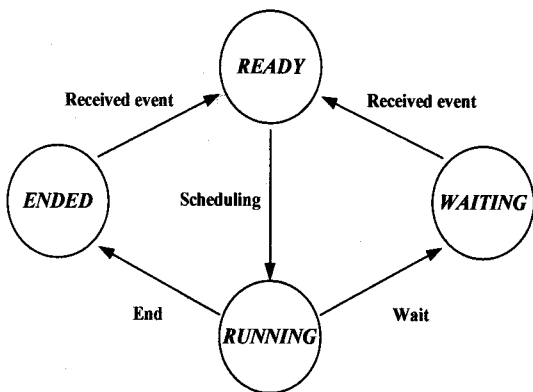 READY
Received event
Received event
ENDED
Scheduling
WAITING
End
RUNNING
Wait